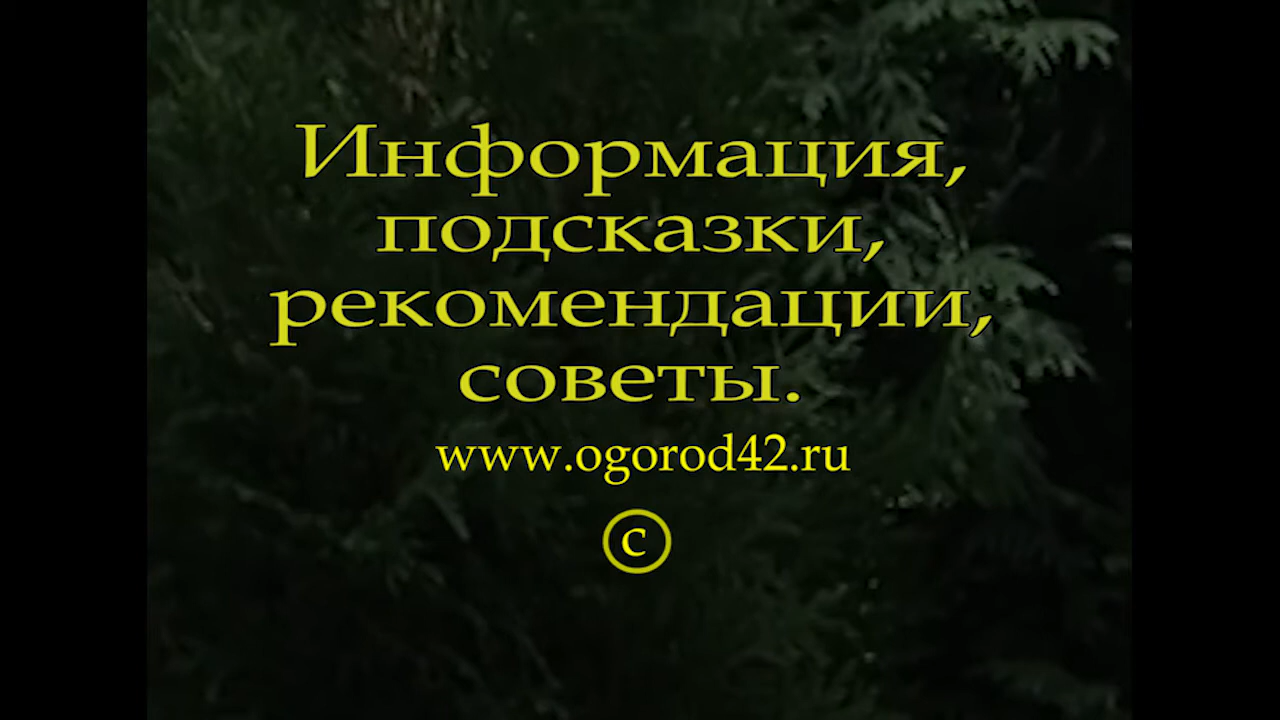 Информация,
подсказки,
рекомендации,
советы.
www.ogorod42.ru
©